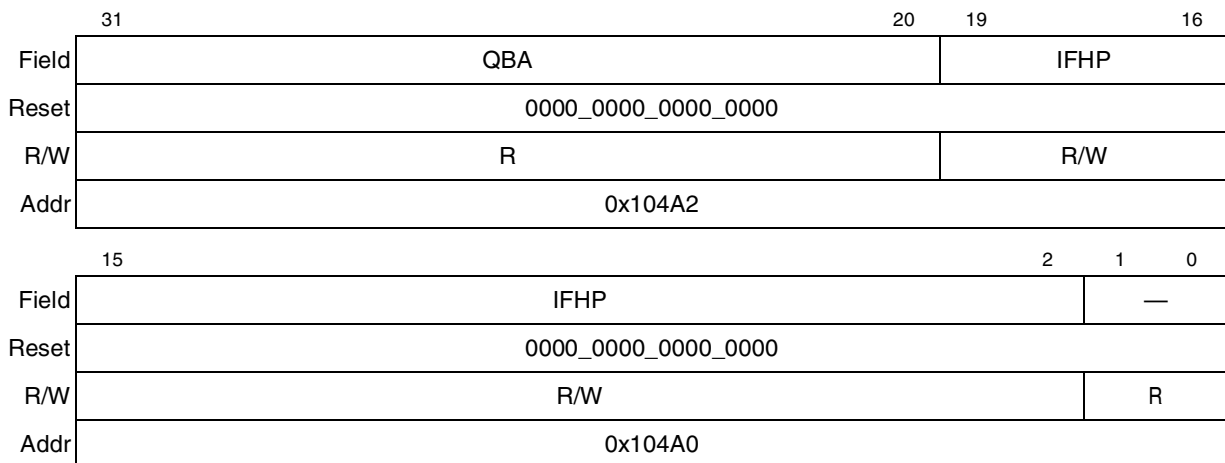 31 20 19 16
Field QBA IFHP
Reset 0000_0000_0000_0000
R/W R R/W
Addr 0x104A2
15 2 1 0
Field IFHP —
Reset 0000_0000_0000_0000
R/W R/W R
Addr 0x104A0